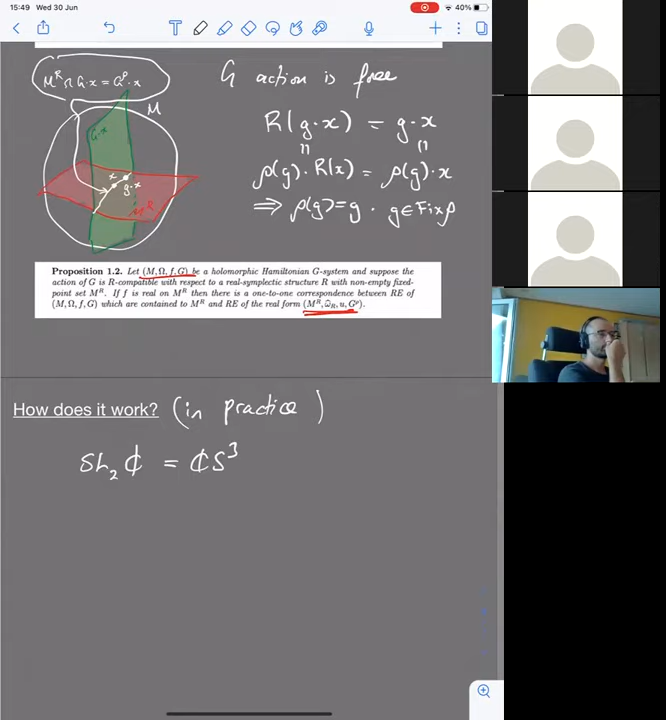 15:49 Wed 30 Jun
40%
M^R ∩ G·x = G^ρ·x
M
G·x
x
g·x
M^R
G action is free
R(g·x) = g·x
ρ(g)·R(x) = ρ(g)·x
⇒ ρ(g)=g · g∈Fixρ
Proposition 1.2. Let (M, Ω, f, G) be a holomorphic Hamiltonian G-system and suppose the
action of G is R-compatible with respect to a real-symplectic structure R with non-empty fixed-
point set M^R. If f is real on M^R then there is a one-to-one correspondence between RE of
(M, Ω, f, G) which are contained to M^R and RE of the real form (M^R, ω̂_R, u, G^ρ).
How does it work? (in practice)
SL₂ℂ = ℂS³